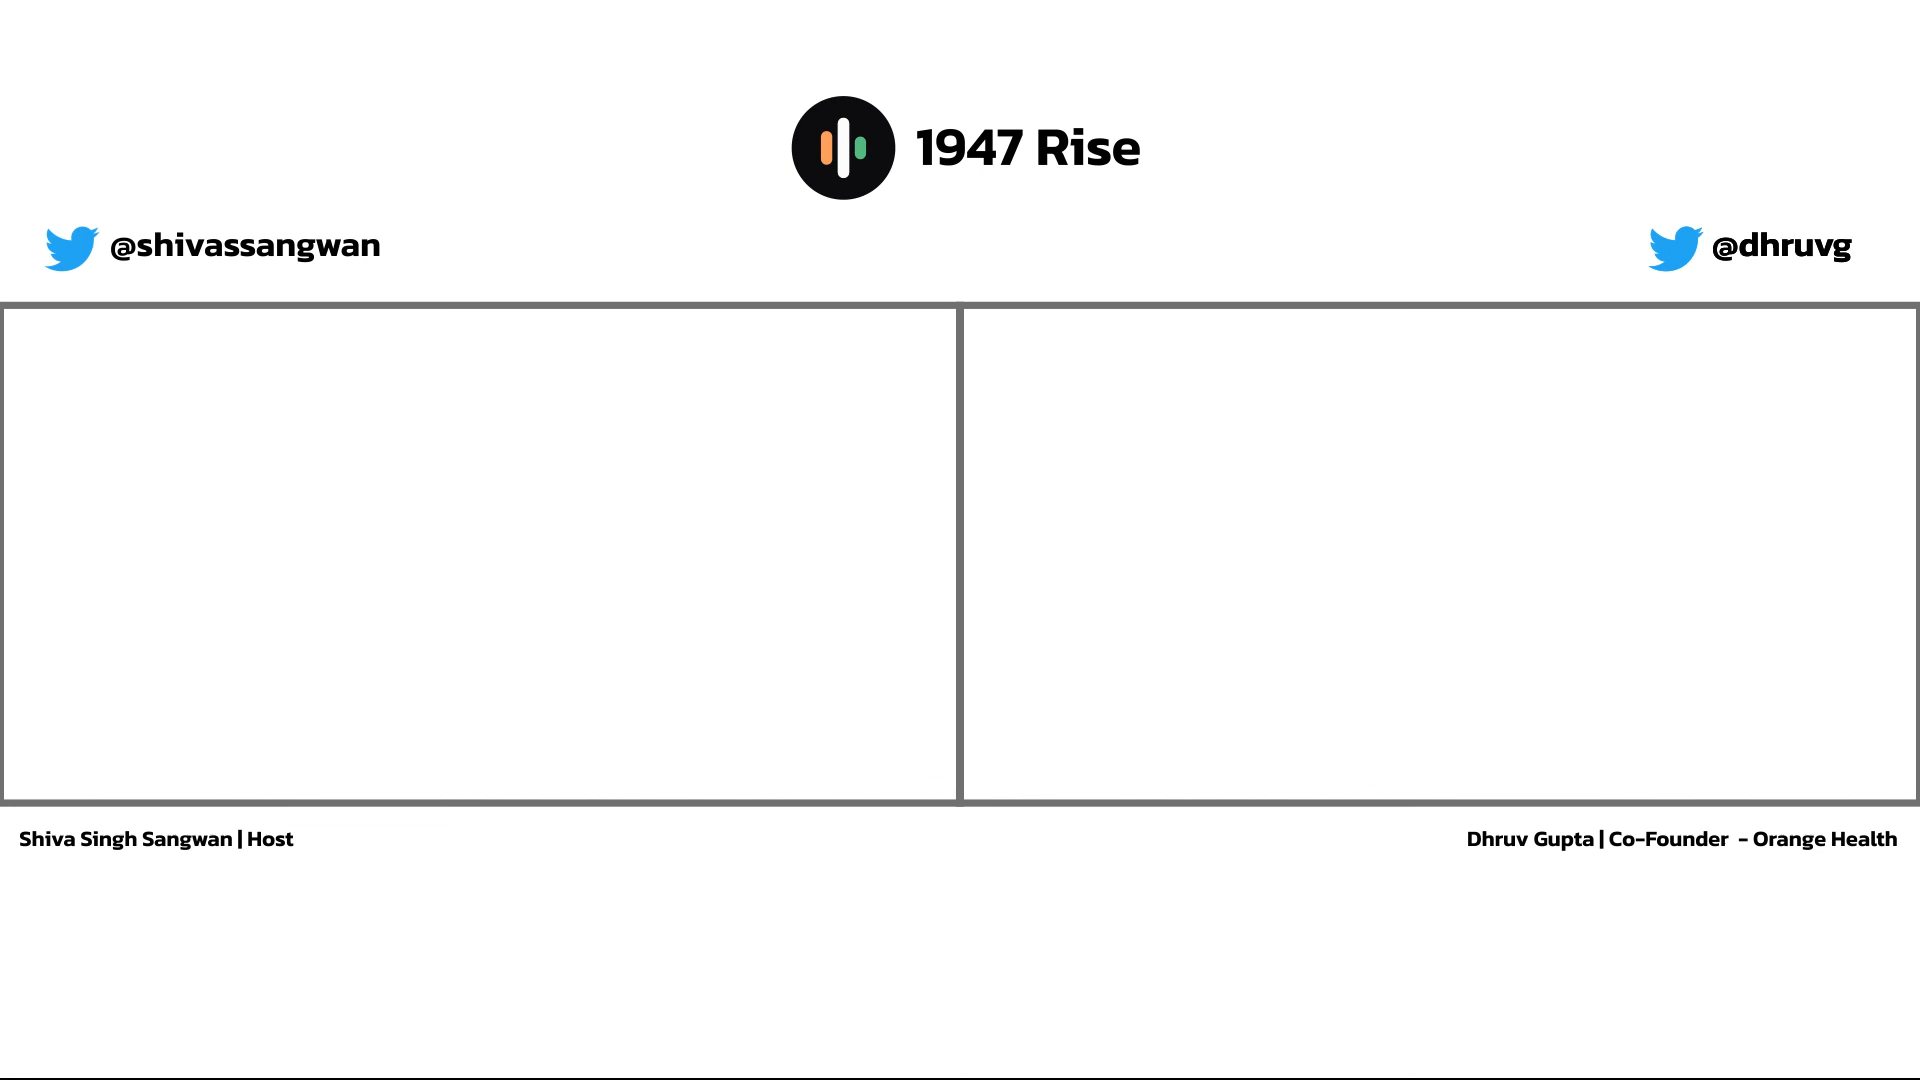 1947 Rise
@shivassangwan
@dhruvg
Shiva Singh Sangwan | Host
Dhruv Gupta | Co-Founder - Orange Health